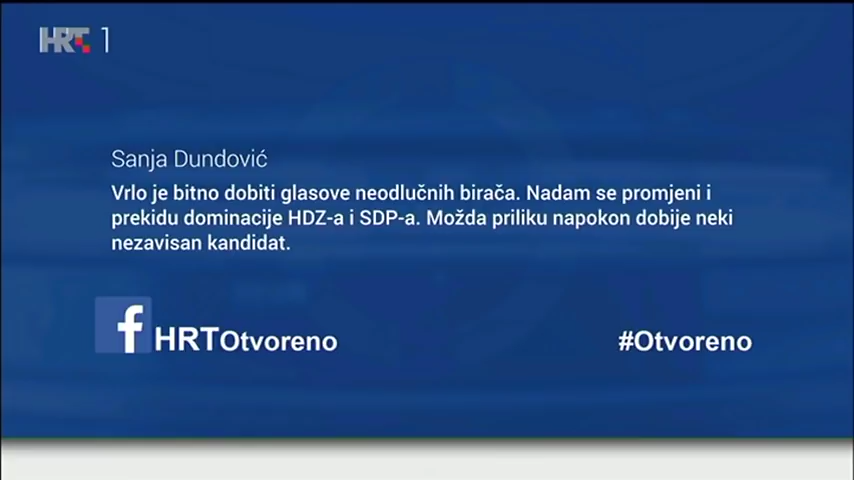 HRT 1
Sanja Dundović
Vrlo je bitno dobiti glasove neodlučnih birača. Nadam se promjeni i
prekidu dominacije HDZ-a i SDP-a. Možda priliku napokon dobije neki
nezavisan kandidat.
f HRTOtvoreno
#Otvoreno